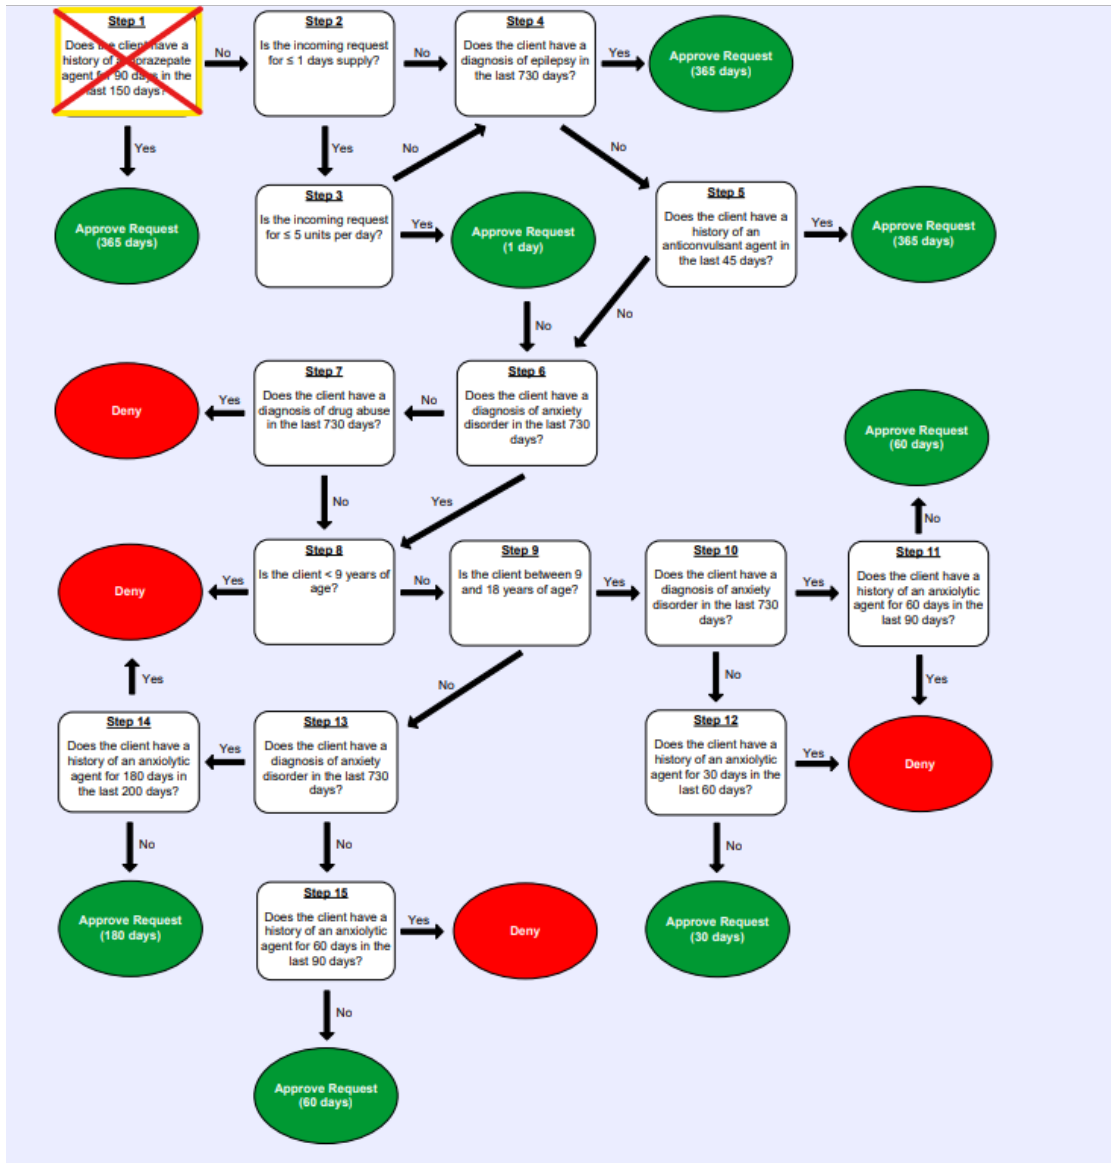 Step 1
Does the client have a
history of
agent for 90 days in the
last 150 days?
No
Step 2
Is the incoming request
for ≤ 1 days supply?
No
Step 4
Does the client have a
diagnosis of epilepsy in
the last 730 days?
Yes
Approve Request
(365 days)
Yes
Yes
No
No
Approve Request
(365 days)
Step 3
Is the incoming request
for ≤ 5 units per day?
Yes
Approve Request
(1 day)
Step 5
Does the client have a
history of an
anticonvulsant agent in
the last 45 days?
Yes
Approve Request
(365 days)
No
No
Deny
Yes
Step 7
Does the client have a
diagnosis of drug abuse
in the last 730 days?
No
Step 6
Does the client have a
diagnosis of anxiety
disorder in the last 730
days?
Approve Request
(60 days)
No
Yes
No
Deny
Yes
Step 8
Is the client < 9 years of
age?
No
Step 9
Is the client between 9
and 18 years of age?
Yes
Step 10
Does the client have a
diagnosis of anxiety
disorder in the last 730
days?
Yes
Step 11
Does the client have a
history of an anxiolytic
agent for 60 days in the
last 90 days?
Yes
No
No
Yes
Step 14
Does the client have a
history of an anxiolytic
agent for 180 days in
the last 200 days?
Yes
Step 13
Does the client have a
diagnosis of anxiety
disorder in the last 730
days?
Step 12
Does the client have a
history of an anxiolytic
agent for 30 days in the
last 60 days?
Yes
Deny
No
No
No
Approve Request
(180 days)
Step 15
Does the client have a
history of an anxiolytic
agent for 60 days in the
last 90 days?
Yes
Deny
Approve Request
(30 days)
No
Approve Request
(60 days)